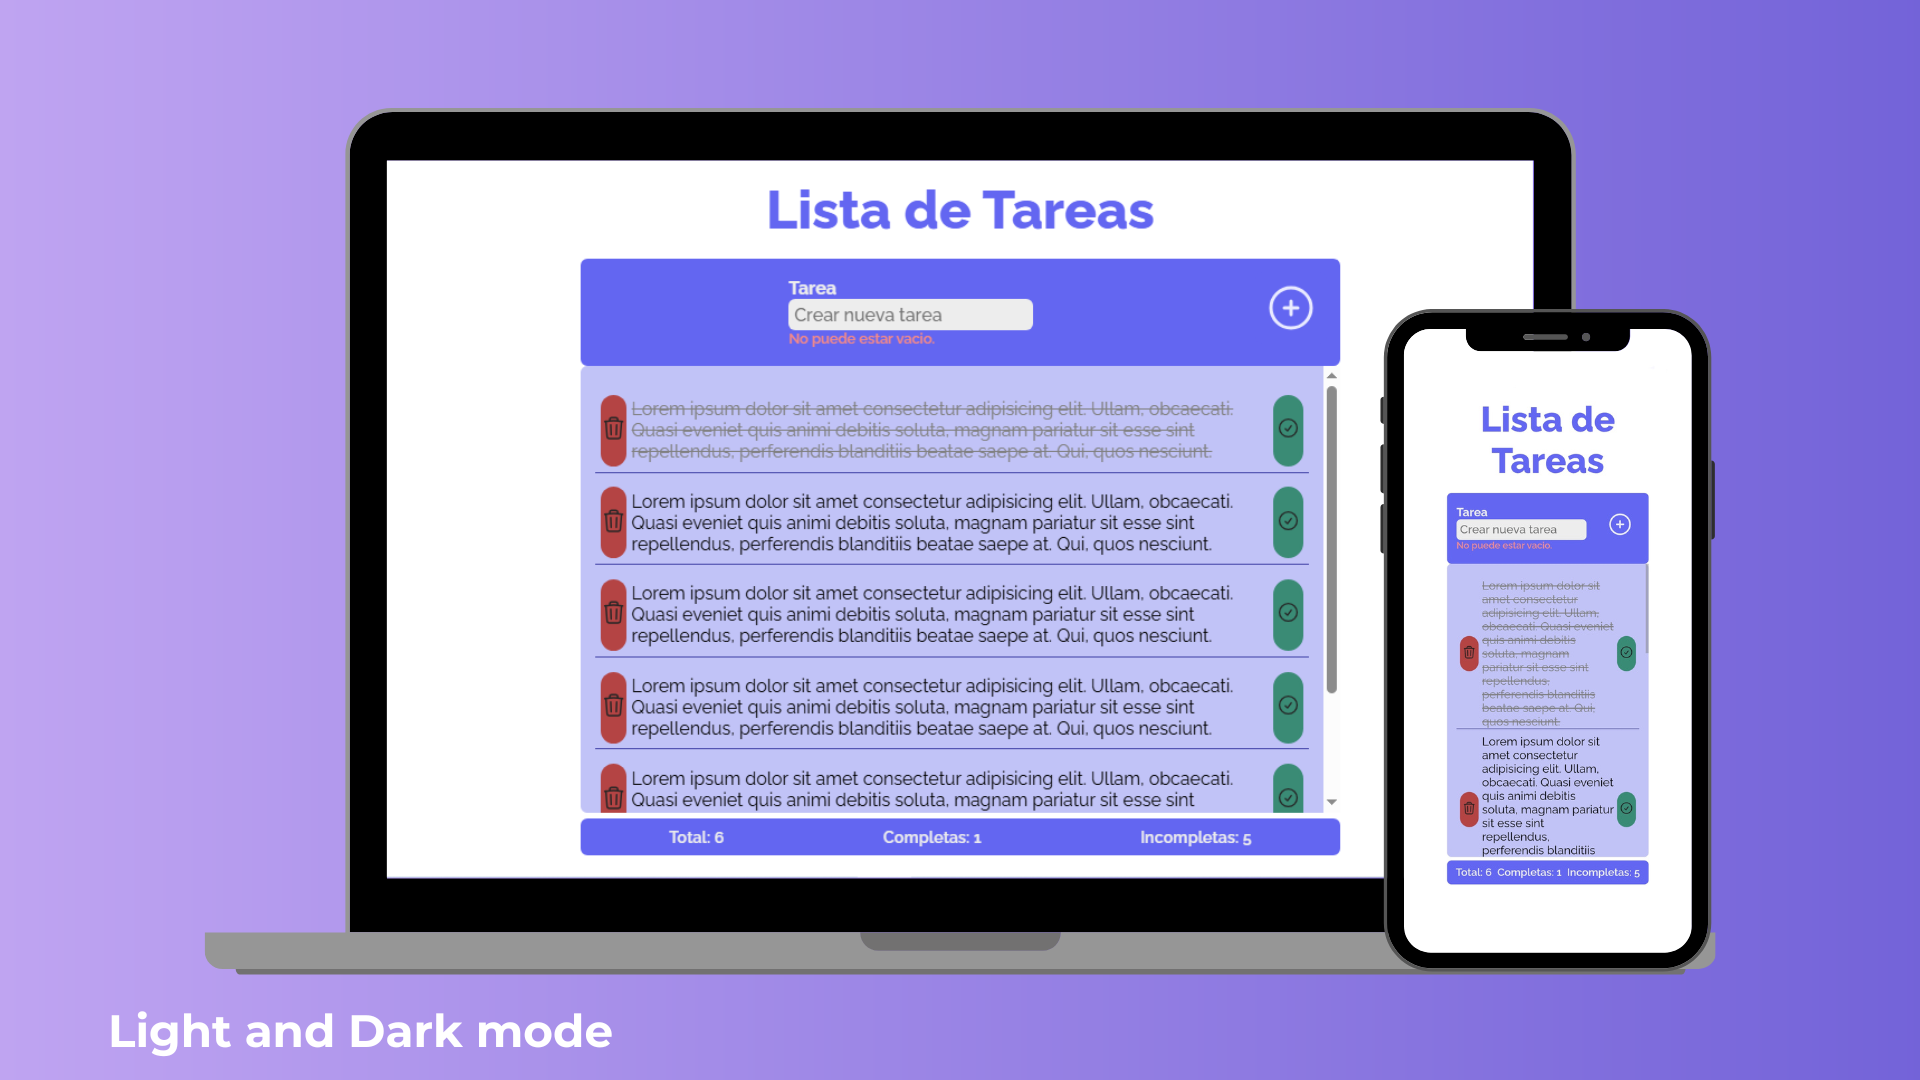 Lista de Tareas
Tarea
Crear nueva tarea
No puede estar vacio.
Lorem ipsum dolor sit amet consectetur adipisicing elit. Ullam, obcaecati.
Quasi eveniet quis animi debitis soluta, magnam pariatur sit esse sint
repellendus, perferendis blanditiis beatae saepe at. Qui, quos nesciunt.
Lorem ipsum dolor sit amet consectetur adipisicing elit. Ullam, obcaecati.
Quasi eveniet quis animi debitis soluta, magnam pariatur sit esse sint
repellendus, perferendis blanditiis beatae saepe at. Qui, quos nesciunt.
Lorem ipsum dolor sit amet consectetur adipisicing elit. Ullam, obcaecati.
Quasi eveniet quis animi debitis soluta, magnam pariatur sit esse sint
repellendus, perferendis blanditiis beatae saepe at. Qui, quos nesciunt.
Lorem ipsum dolor sit amet consectetur adipisicing elit. Ullam, obcaecati.
Quasi eveniet quis animi debitis soluta, magnam pariatur sit esse sint
repellendus, perferendis blanditiis beatae saepe at. Qui, quos nesciunt.
Lorem ipsum dolor sit amet consectetur adipisicing elit. Ullam, obcaecati.
Quasi eveniet quis animi debitis soluta, magnam pariatur sit esse sint
Total: 6 Completas: 1 Incompletas: 5
Lista de
Tareas
Tarea
Crear nueva tarea
No puede estar vacio.
Lorem ipsum dolor sit
amet consectetur
adipisicing elit. Ullam,
obcaecati. Quasi eveniet
quis animi debitis
soluta, magnam
pariatur sit esse sint
repellendus,
perferendis blanditiis
beatae saepe at. Qui,
quos nesciunt.
Lorem ipsum dolor sit
amet consectetur
adipisicing elit. Ullam,
obcaecati. Quasi eveniet
quis animi debitis
soluta, magnam pariatur
sit esse sint
repellendus,
perferendis blanditiis
Total: 6 Completas: 1 Incompletas: 5
Light and Dark mode